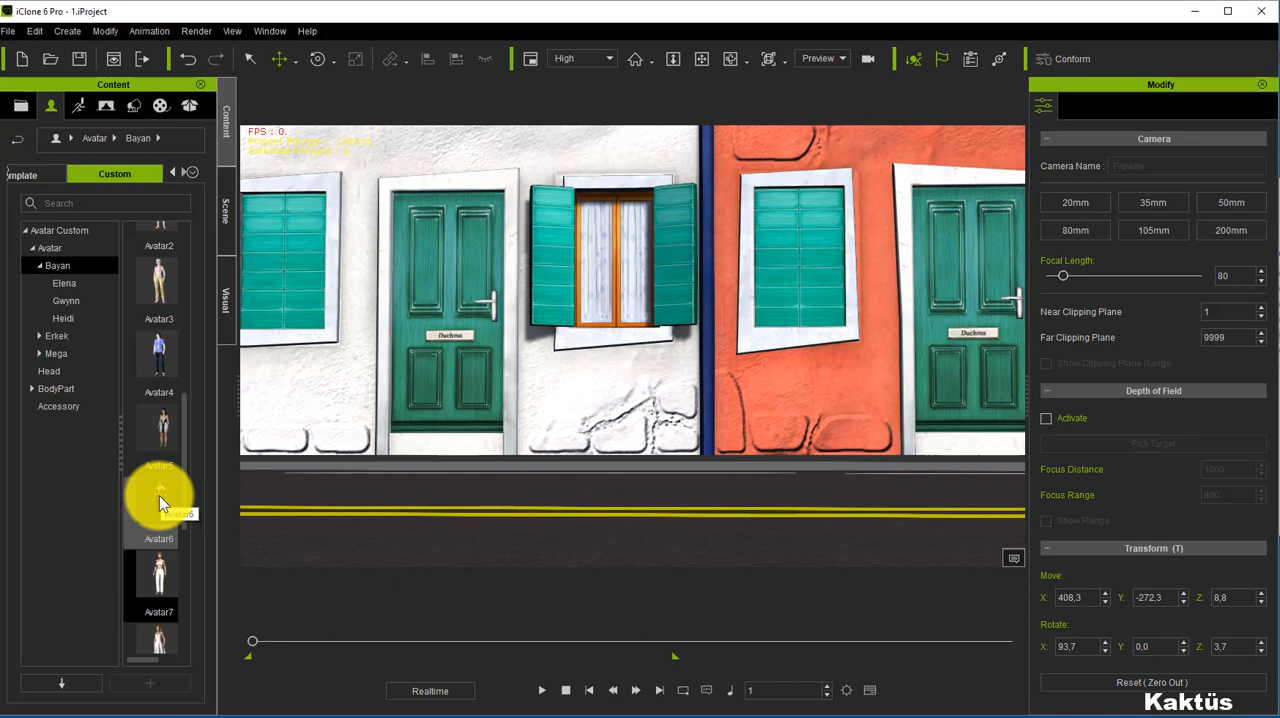 iClone 6 Pro - 1.iProject
File Edit Create Modify Animation Render View Window Help
High
Preview
Conform
Content
Modify
Avatar Bayan
mplate
Custom
Search
Avatar Custom
Avatar
Bayan
Elena
Gwynn
Heidi
Erkek
Mega
Head
BodyPart
Accessory
Avatar2
Avatar3
Avatar4
Avatar5
Avatar6
Avatar6
Avatar7
Content
Scene
Visual
FPS : 0.
Duchess
Duchess
Realtime
1
Camera
Camera Name : Preview
20mm 35mm 50mm
80mm 105mm 200mm
Focal Length:
80
Near Clipping Plane 1
Far Clipping Plane 9999
Show Clipping Plane Range
Depth of Field
Activate
Pick Target
Focus Distance 1000
Focus Range 800
Show Range
Transform (T)
Move:
X: 408,3 Y: -272,3 Z: 8,8
Rotate:
X: 93,7 Y: 0,0 Z: 3,7
Reset ( Zero Out )
Kaktüs